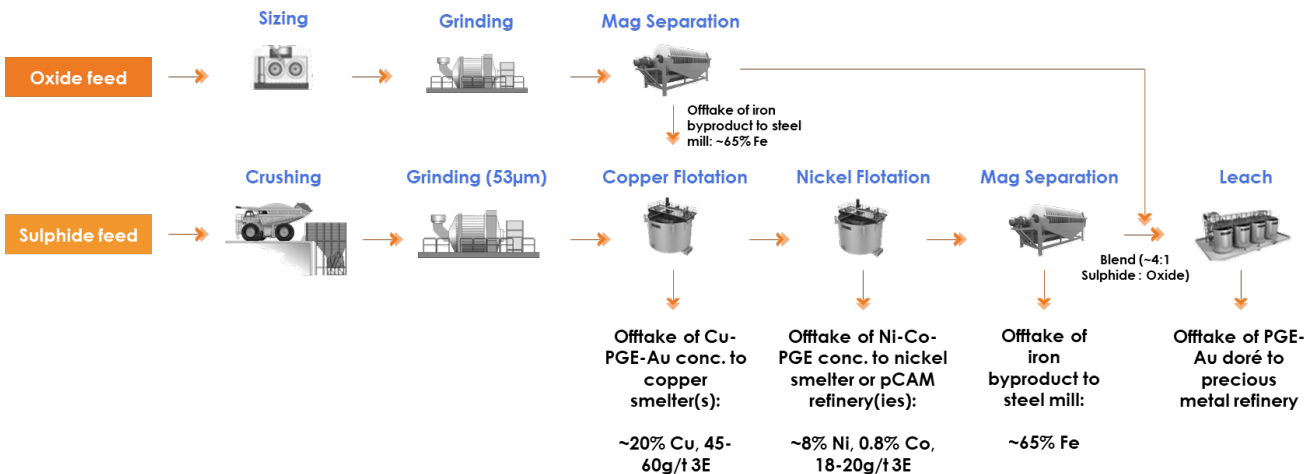 Sizing
Grinding
Mag Separation
Oxide feed
Offtake of iron
byproduct to steel
mill: ~65% Fe
Crushing
Grinding (53µm)
Copper Flotation
Nickel Flotation
Mag Separation
Leach
Sulphide feed
Blend (~4:1
Sulphide : Oxide)
Offtake of Cu-
PGE-Au conc. to
copper
smelter(s):
~20% Cu, 45-
60g/t 3E
Offtake of Ni-Co-
PGE conc. to nickel
smelter or pCAM
refinery(ies):
~8% Ni, 0.8% Co,
18-20g/t 3E
Offtake of
iron
byproduct to
steel mill:
~65% Fe
Offtake of PGE-
Au doré to
precious
metal refinery